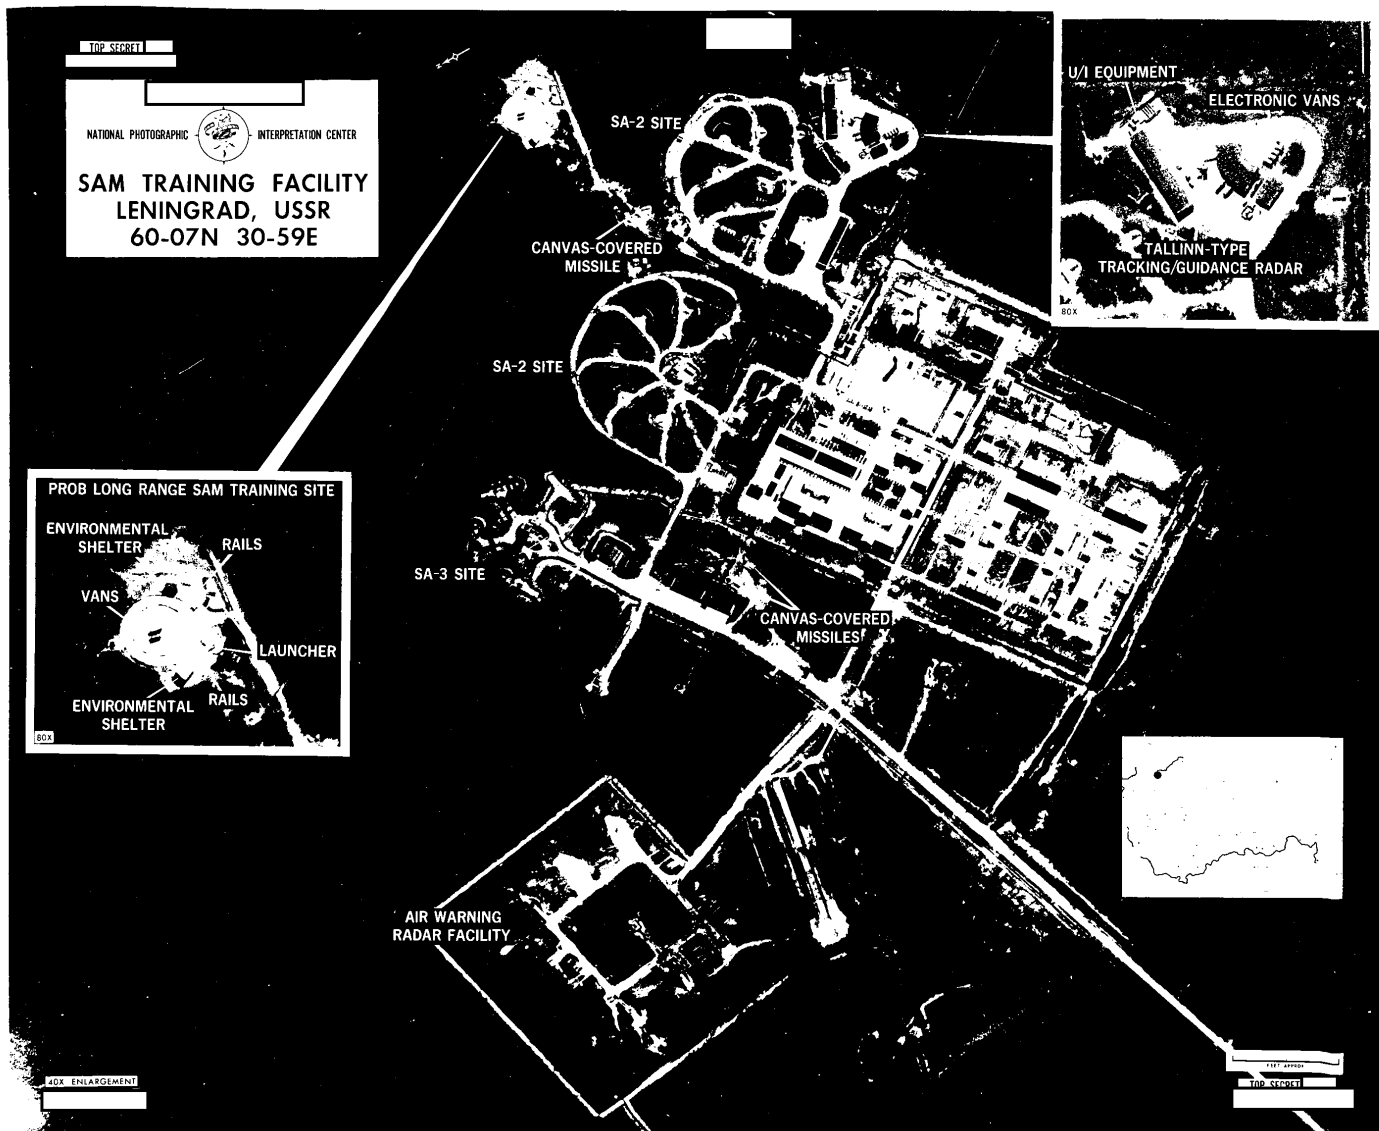 TOP SECRET
NATIONAL PHOTOGRAPHIC INTERPRETATION CENTER
SAM TRAINING FACILITY
LENINGRAD, USSR
60-07N 30-59E
SA-2 SITE
CANVAS-COVERED
MISSILE
U/I EQUIPMENT
ELECTRONIC VANS
TALLINN-TYPE
TRACKING/GUIDANCE RADAR
80X
SA-2 SITE
PROB LONG RANGE SAM TRAINING SITE
ENVIRONMENTAL
SHELTER
RAILS
VANS
LAUNCHER
RAILS
ENVIRONMENTAL
SHELTER
80X
SA-3 SITE
CANVAS-COVERED
MISSILES
AIR WARNING
RADAR FACILITY
40X ENLARGEMENT
FEET APPROX
TOP SECRET